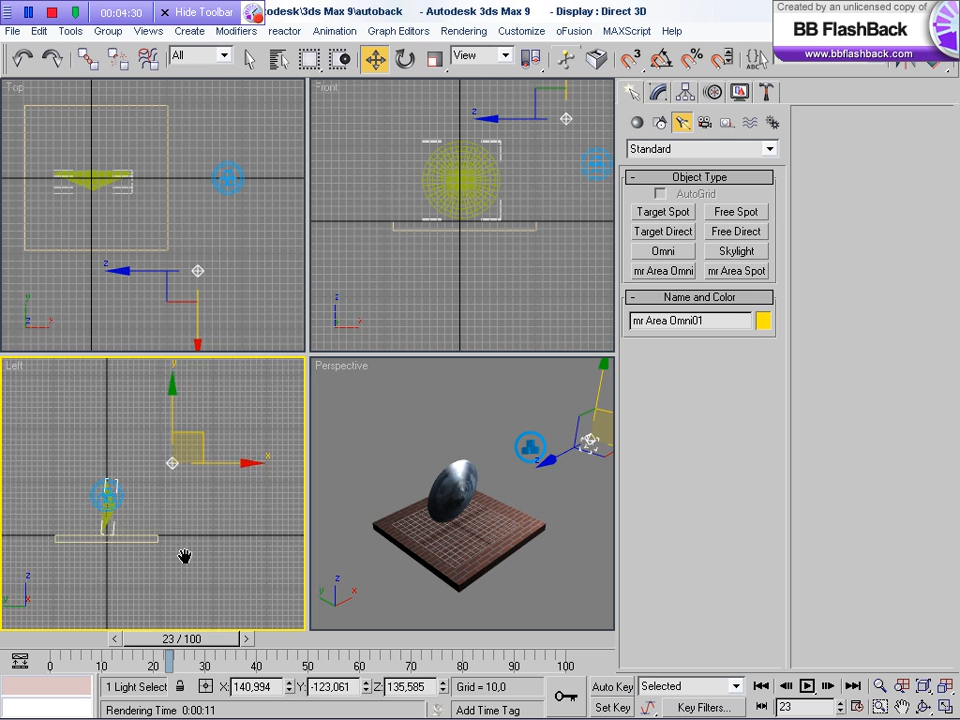 00:04:30 Hide Toolbar odesk\3ds Max 9\autoback - Autodesk 3ds Max 9 - Display : Direct 3D
Created by an unlicensed copy of
BB FlashBack
www.bbflashback.com
File Edit Tools Group Views Create Modifiers reactor Animation Graph Editors Rendering Customize oFusion MAXScript Help
All View
Top Front
z z
Standard
- Object Type
AutoGrid
Target Spot Free Spot
Target Direct Free Direct
Omni Skylight
mr Area Omni mr Area Spot
- Name and Color
mr Area Omni01
y z x
z x
Left Perspective
y
x
z
z
y x
z
y x
< 23 / 100 >
0 10 20 30 40 50 60 70 80 90 100
1 Light Select X: 140,994 Y: -123,061 Z: 135,585 Grid = 10,0 Auto Key Selected
Rendering Time 0:00:11 Add Time Tag Set Key Key Filters... 23